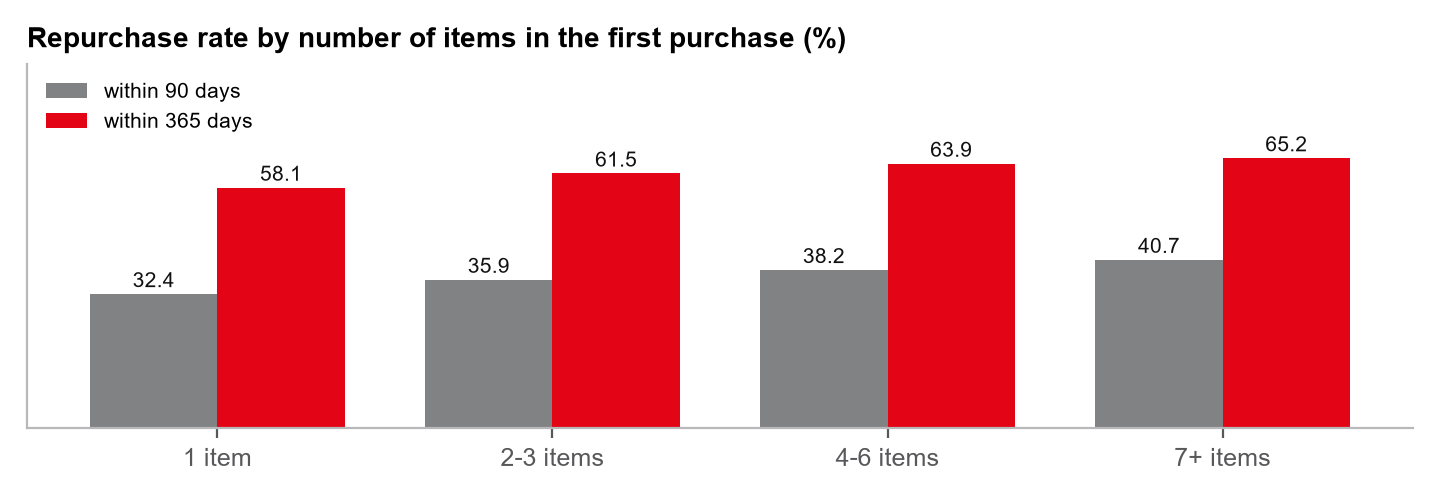 Repurchase rate by number of items in the first purchase (%)
within 90 days
within 365 days
32.4
58.1
35.9
61.5
38.2
63.9
40.7
65.2
1 item
2-3 items
4-6 items
7+ items